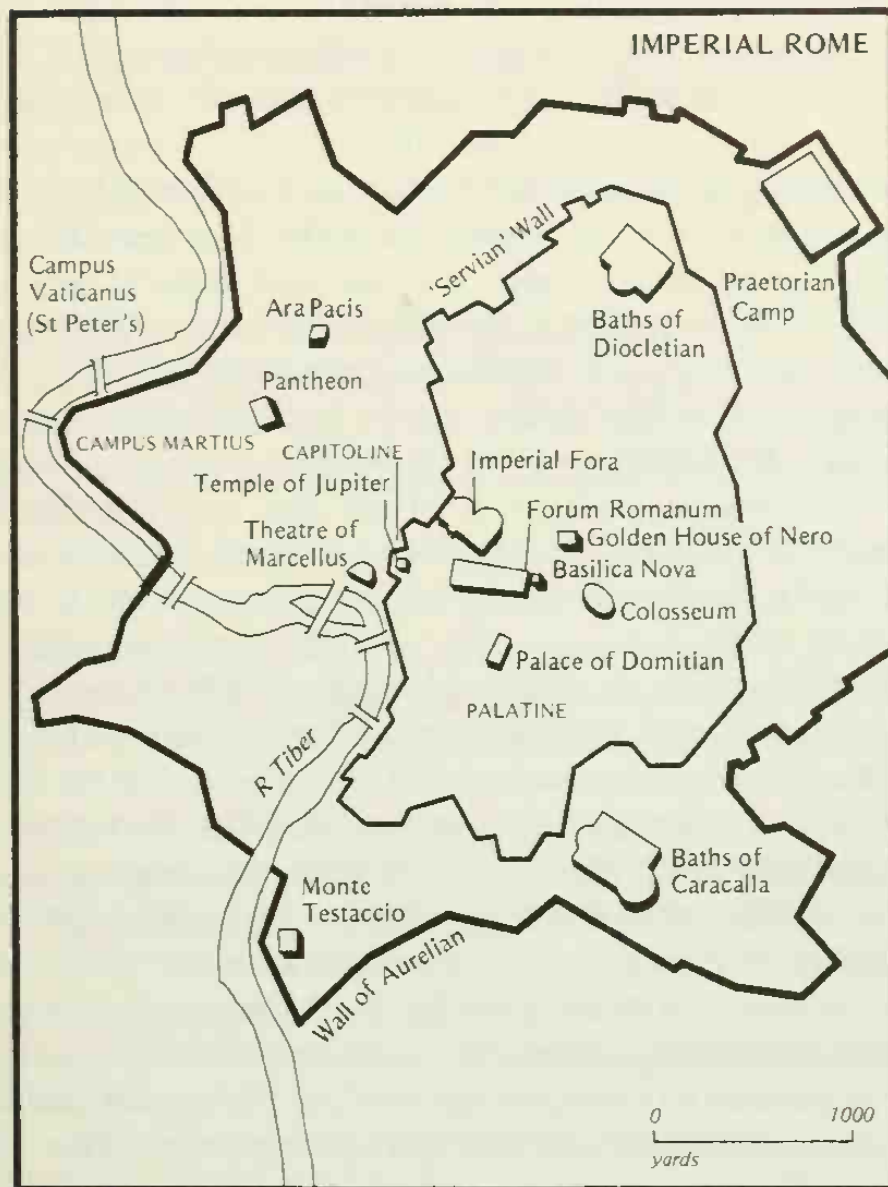 IMPERIAL ROME
'Servian' Wall
Campus
Vaticanus
(St Peter's)
Ara Pacis
Baths of
Diocletian
Praetorian
Camp
Pantheon
CAMPUS MARTIUS
CAPITOLINE
Temple of Jupiter
Imperial Fora
Forum Romanum
Theatre of
Marcellus
Golden House of Nero
Basilica Nova
Colosseum
Palace of Domitian
PALATINE
R Tiber
Baths of
Caracalla
Monte
Testaccio
Wall of Aurelian
0 1000
yards